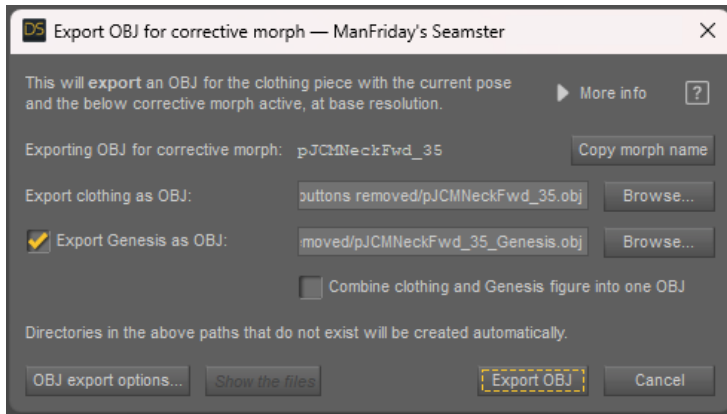 DS Export OBJ for corrective morph — ManFriday's Seamster
This will export an OBJ for the clothing piece with the current pose
and the below corrective morph active, at base resolution.
More info
?
Exporting OBJ for corrective morph: pJCMNeckFwd_35
Copy morph name
Export clothing as OBJ: buttons removed/pJCMNeckFwd_35.obj Browse...
Export Genesis as OBJ: moved/pJCMNeckFwd_35_Genesis.obj Browse...
Combine clothing and Genesis figure into one OBJ
Directories in the above paths that do not exist will be created automatically.
OBJ export options... Show the files Export OBJ Cancel